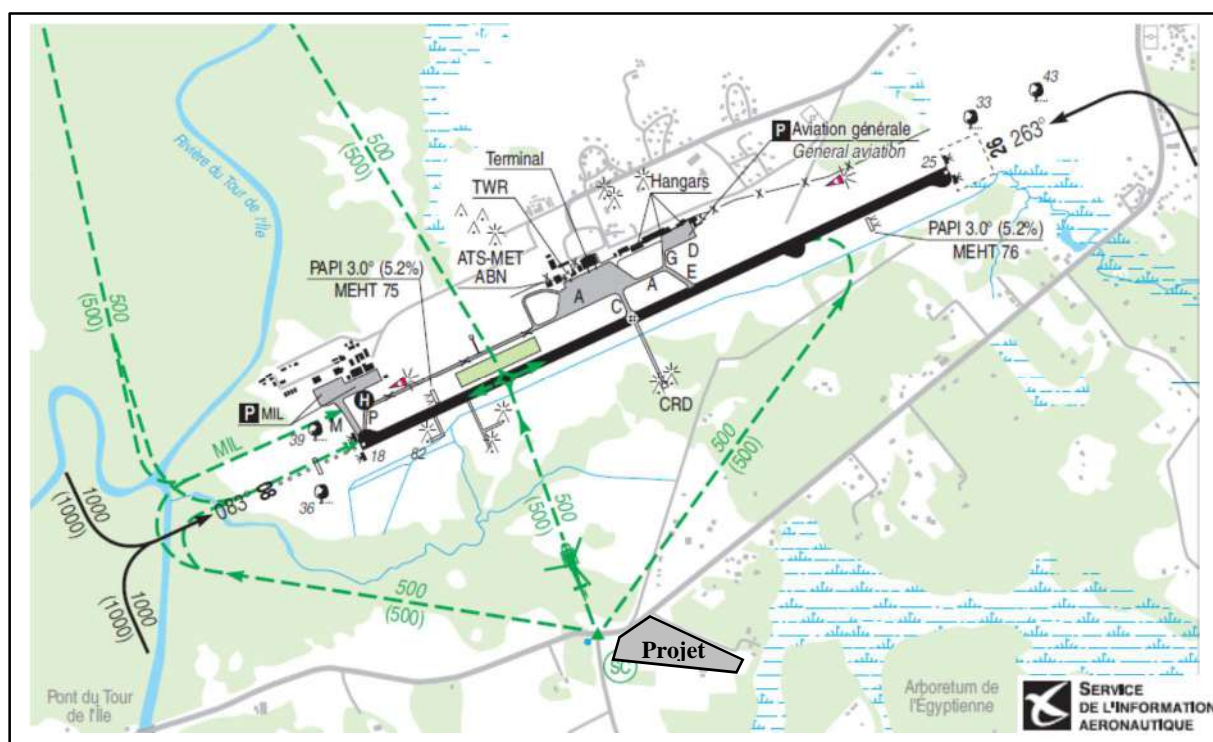 43
33
26
263°
P Aviation générale
General aviation
25
Rivière du Tour de l'Île
500
(500)
Terminal
TWR
Hangars
ATS-MET
ABN
PAPI 3.0° (5.2%)
MEHT 75
PAPI 3.0° (5.2%)
MEHT 76
D
G
E
A
A
C
500
(500)
CRD
P MIL
H
M
P
MIL
39
18
82
36
08
083
1000
(1000)
1000
(1000)
500
(500)
500
(500)
500
(500)
SC
Projet
Pont du Tour
de l'Île
Arboretum de
l'Égyptienne
SERVICE
DE L'INFORMATION
AERONAUTIQUE